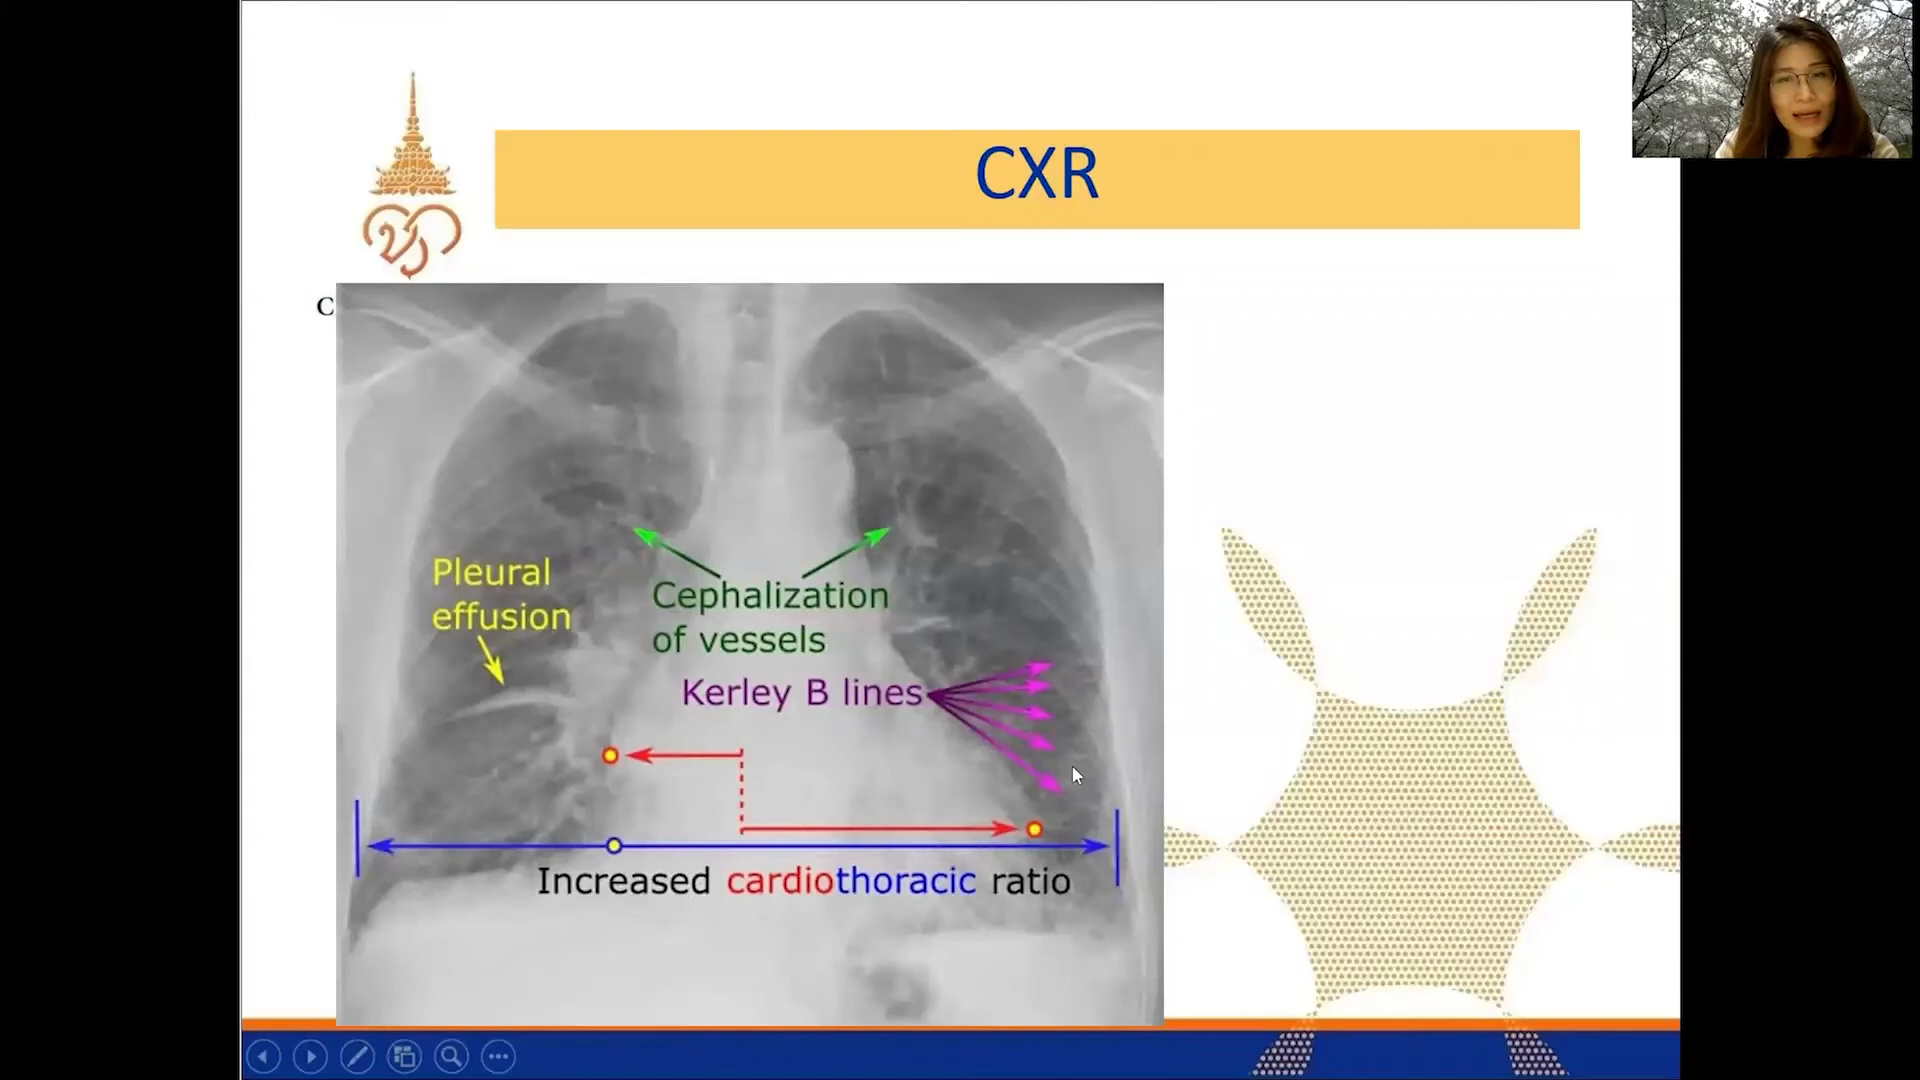 CXR
C
Pleural
effusion
Cephalization
of vessels
Kerley B lines
Increased cardiothoracic ratio